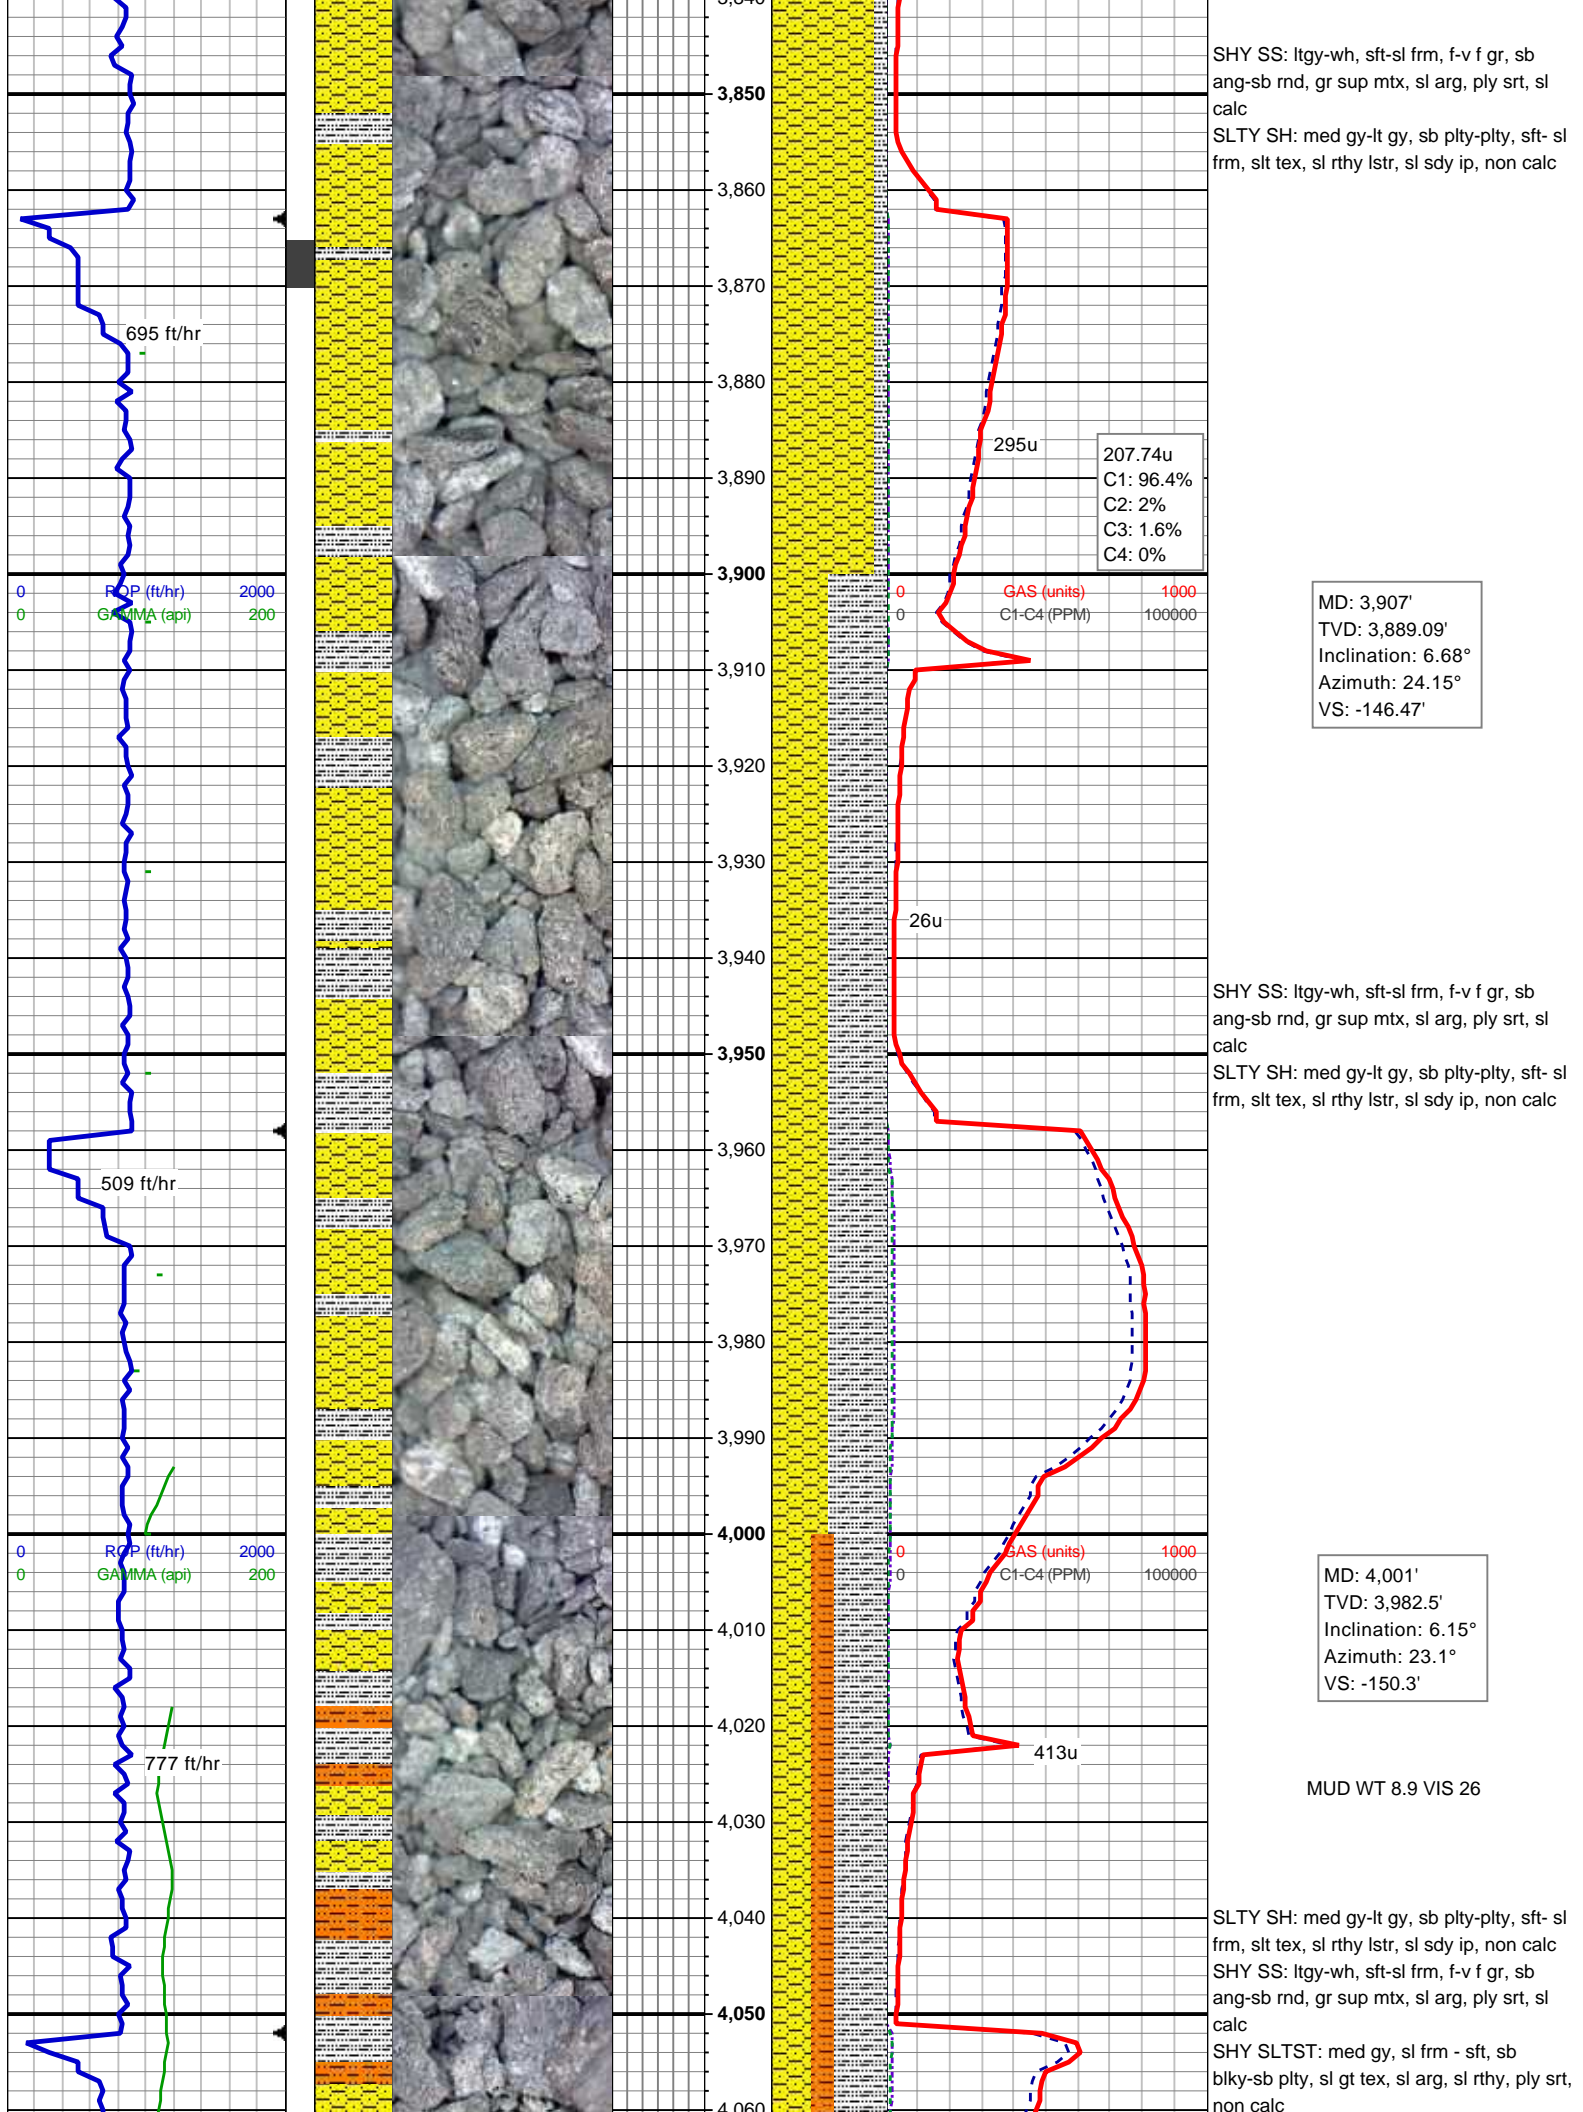 SHY SS: ltgy-wh, sft-sl frm, f-v f gr, sb
ang-sb rnd, gr sup mtx, sl arg, ply srt, sl
calc
SLTY SH: med gy-lt gy, sb plty-plty, sft- sl
frm, slt tex, sl rthy lstr, sl sdy ip, non calc
3,850
3,860
3,870
695 ft/hr
3,880
295u
207.74u
C1: 96.4%
C2: 2%
C3: 1.6%
C4: 0%
3,890
3,900
0 ROP (ft/hr) 2000
0 GAMMA (api) 200
0 GAS (units) 1000
0 C1-C4 (PPM) 100000
MD: 3,907'
TVD: 3,889.09'
Inclination: 6.68°
Azimuth: 24.15°
VS: -146.47'
3,910
3,920
3,930
26u
3,940
SHY SS: ltgy-wh, sft-sl frm, f-v f gr, sb
ang-sb rnd, gr sup mtx, sl arg, ply srt, sl
calc
SLTY SH: med gy-lt gy, sb plty-plty, sft- sl
frm, slt tex, sl rthy lstr, sl sdy ip, non calc
3,950
3,960
509 ft/hr
3,970
3,980
3,990
4,000
0 ROP (ft/hr) 2000
0 GAMMA (api) 200
0 GAS (units) 1000
0 C1-C4 (PPM) 100000
MD: 4,001'
TVD: 3,982.5'
Inclination: 6.15°
Azimuth: 23.1°
VS: -150.3'
4,010
4,020
777 ft/hr
413u
MUD WT 8.9 VIS 26
4,030
4,040
SLTY SH: med gy-lt gy, sb plty-plty, sft- sl
frm, slt tex, sl rthy lstr, sl sdy ip, non calc
SHY SS: ltgy-wh, sft-sl frm, f-v f gr, sb
ang-sb rnd, gr sup mtx, sl arg, ply srt, sl
calc
4,050
SHY SLTST: med gy, sl frm - sft, sb
blky-sb plty, sl gt tex, sl arg, sl rthy, ply srt,
non calc
4,060